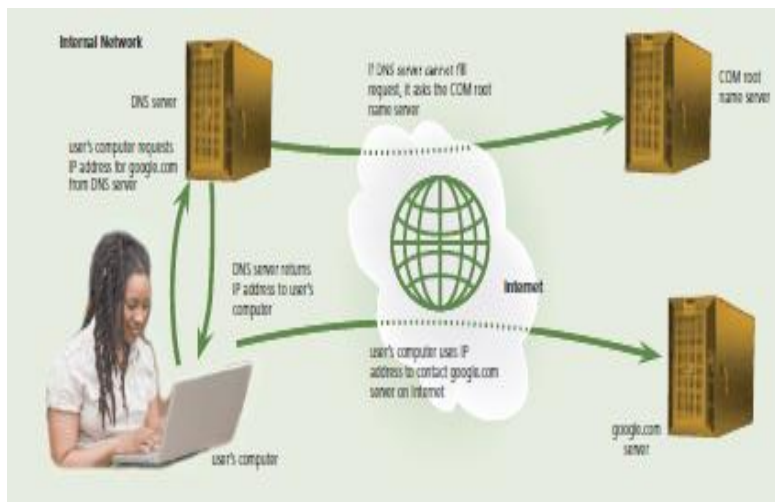 Internal Network
DNS server
user's computer requests
IP address for google.com
from DNS server
If DNS server cannot fill
request, it asks the COM root
name server
COM root
name server
DNS server returns
IP address to user's
computer
Internet
user's computer uses IP
address to contact google.com
server on Internet
user's computer
google.com
server